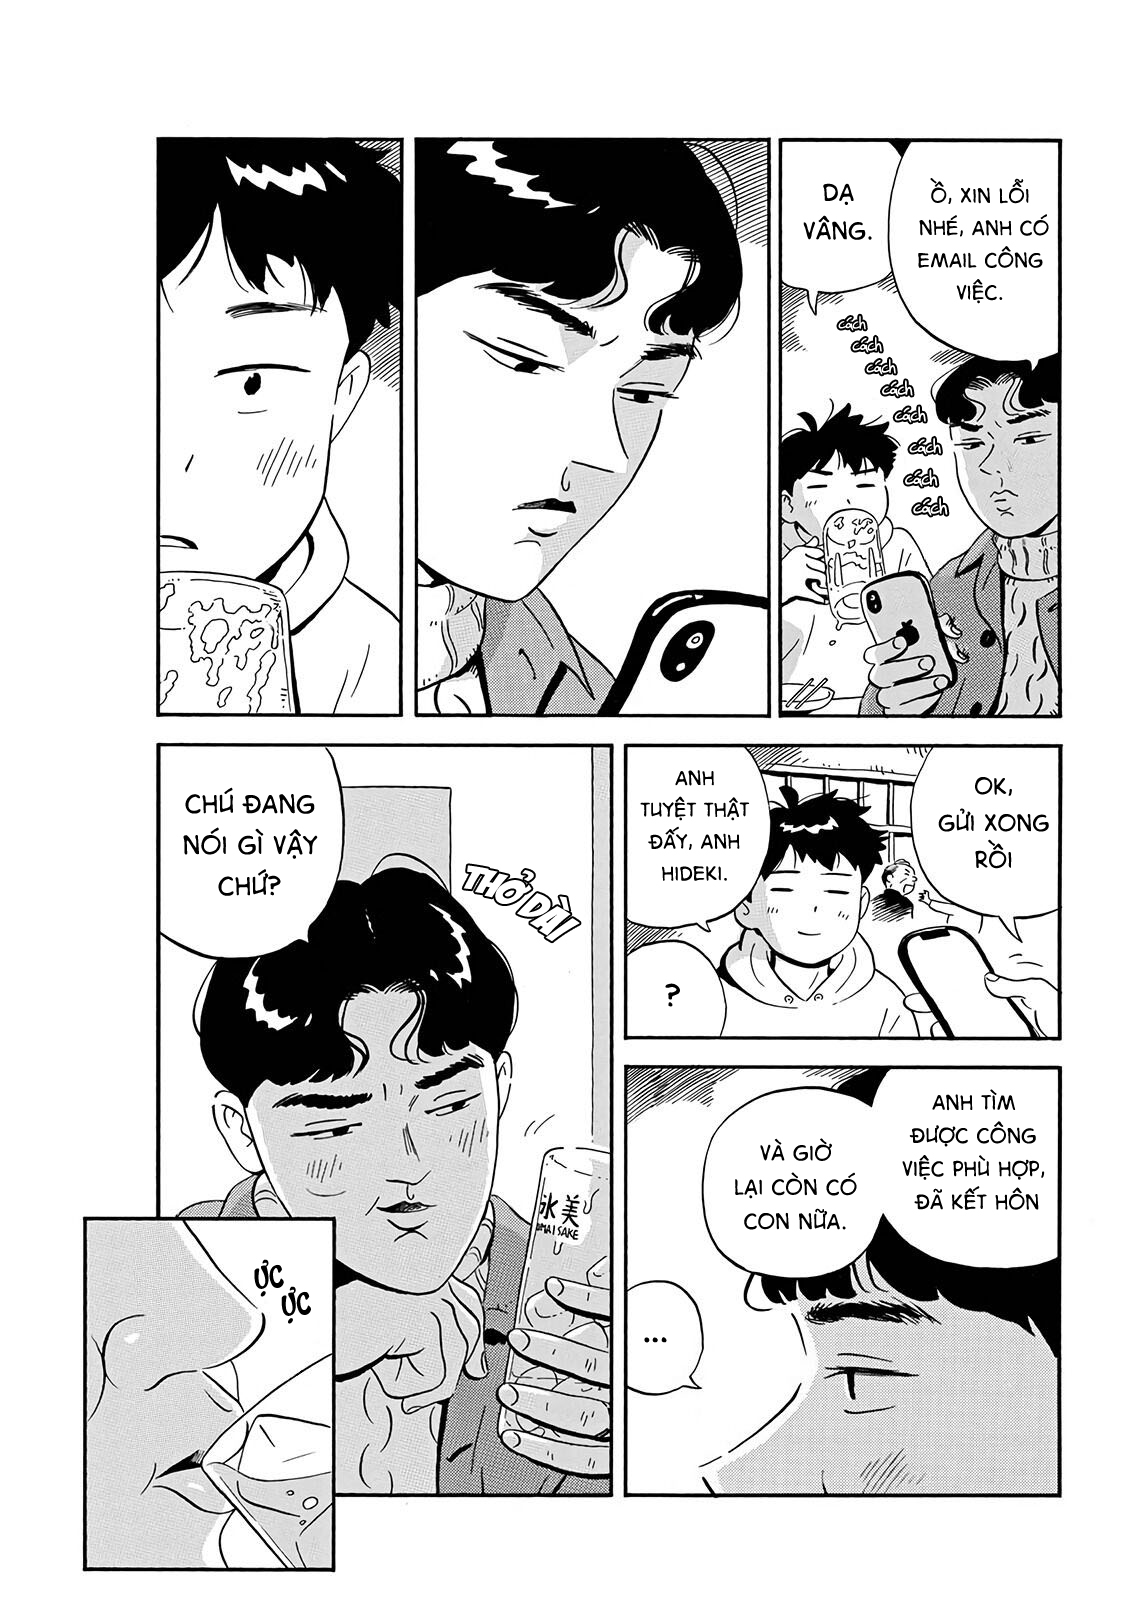 Ồ, XIN LỖI
NHÉ, ANH CÓ
EMAIL CÔNG
VIỆC.
DẠ
VÂNG.
cách
cách
cách
cách
cách
cách
cách
cách
OK,
GỬI XONG
RỒI
ANH
TUYỆT THẬT
ĐẤY, ANH
HIDEKI.
?
ANH TÌM
ĐƯỢC CÔNG
VIỆC PHÙ HỢP,
ĐÃ KẾT HÔN
VÀ GIỜ
LẠI CÒN CÓ
CON NỮA.
...
CHÚ ĐANG
NÓI GÌ VẬY
CHỨ?
THỞ DÀI
氷美
SAKE
ỰC
ỰC